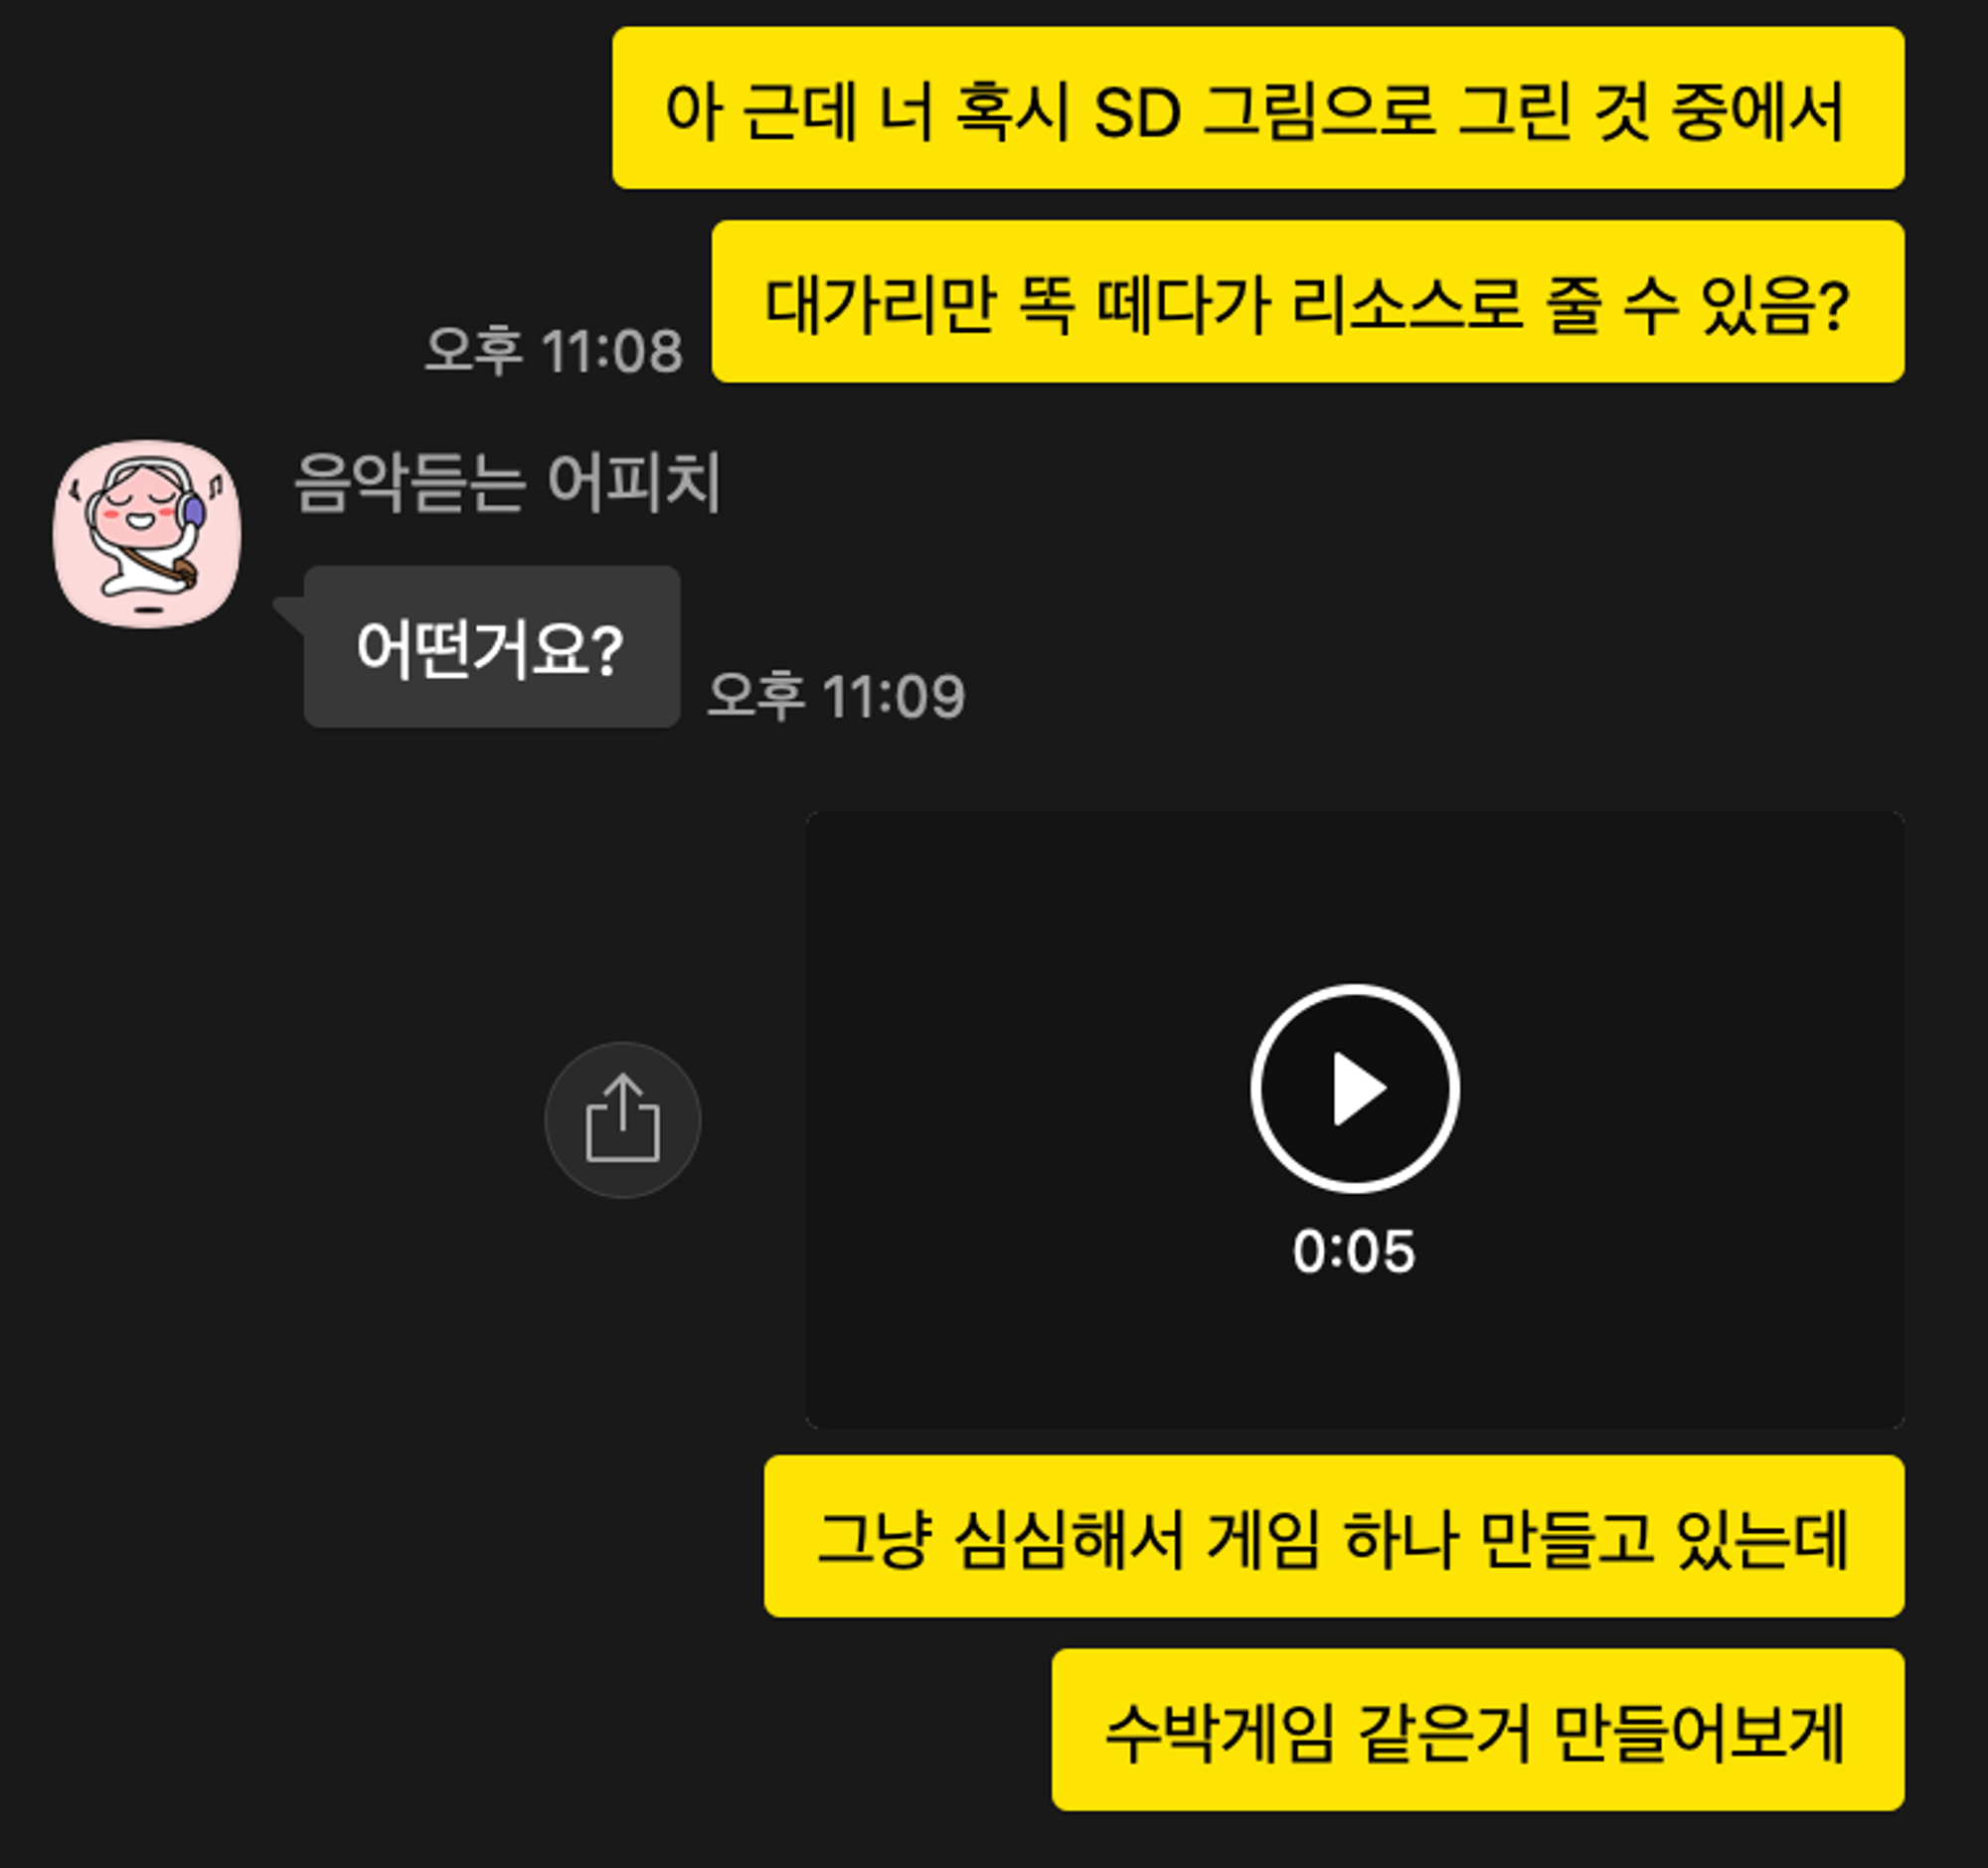 아 근데 너 혹시 SD 그림으로 그린 것 중에서
대가리만 똑 떼다가 리소스로 줄 수 있음?
오후 11:08
음악듣는 어피치
어떤거요?
오후 11:09
0:05
그냥 심심해서 게임 하나 만들고 있는데
수박게임 같은거 만들어보게